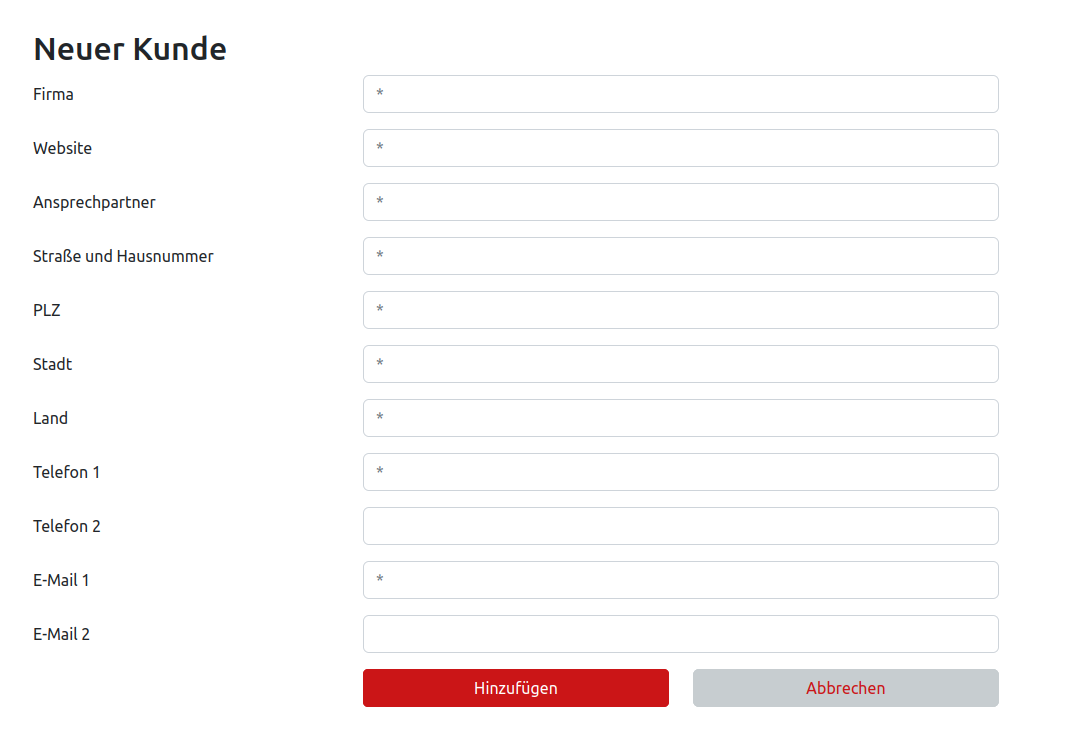 Neuer Kunde
Firma *
Website *
Ansprechpartner *
Straße und Hausnummer *
PLZ *
Stadt *
Land *
Telefon 1 *
Telefon 2
E-Mail 1 *
E-Mail 2
Hinzufügen Abbrechen